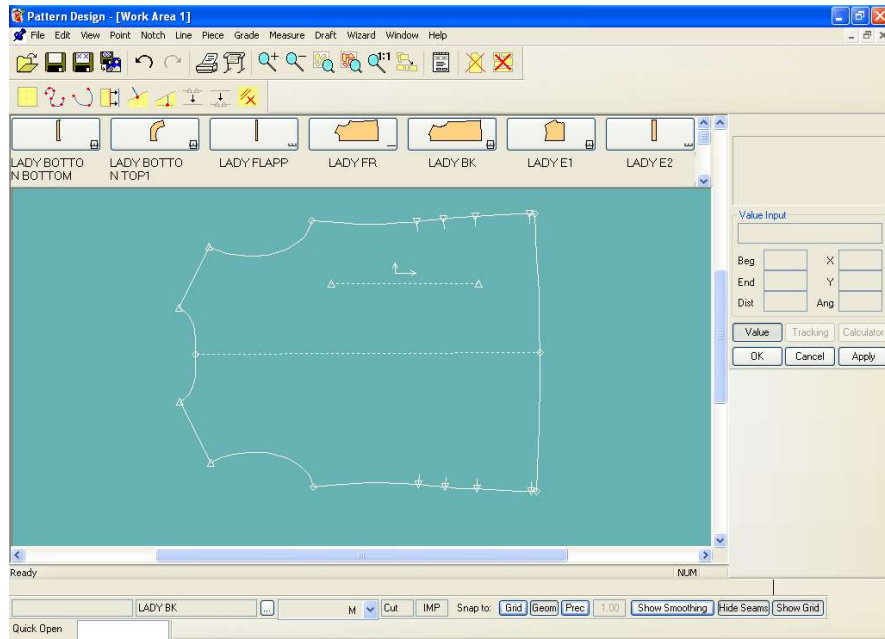 Pattern Design - [Work Area 1]
File Edit View Point Notch Line Piece Grade Measure Draft Wizard Window Help
1:1
LADY BOTTO
N BOTTOM
LADY BOTTO
N TOP1
LADY FLAPP
LADY FR
LADY BK
LADY E1
LADY E2
Value Input
Beg X
End Y
Dist Ang
Value Tracking Calculator
OK Cancel Apply
Ready NUM
LADY BK ... M Cut IMP Snap to: Grid Geom Prec 1.00 Show Smoothing Hide Seams Show Grid
Quick Open